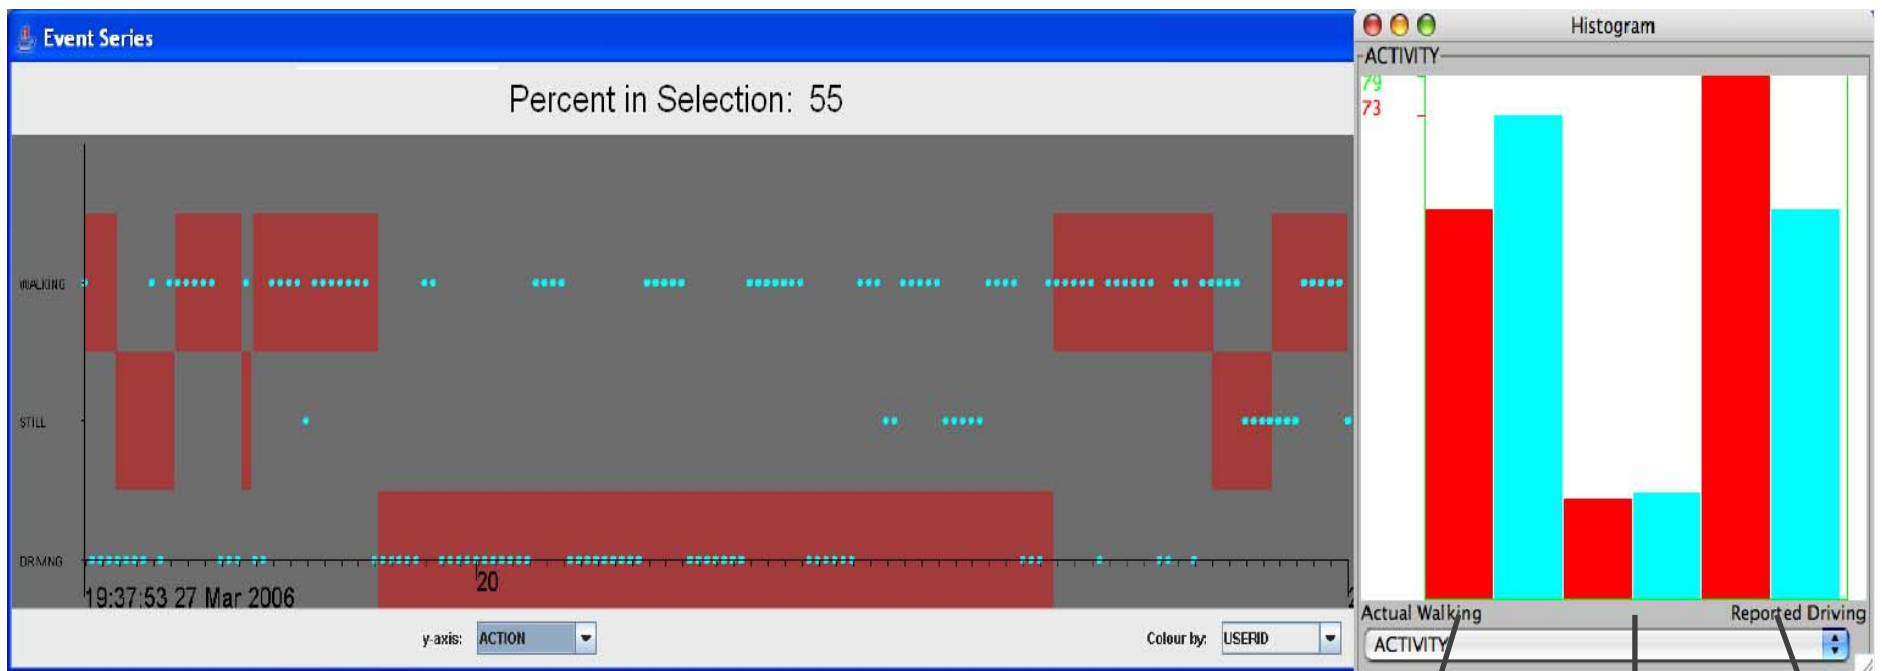 Event Series
Percent in Selection: 55
WALKING
STILL
DRIVING
20
19:37:53 27 Mar 2006
y-axis: ACTION
Colour by: USERID
Histogram
ACTIVITY
79
73
Actual Walking
Reported Driving
ACTIVITY